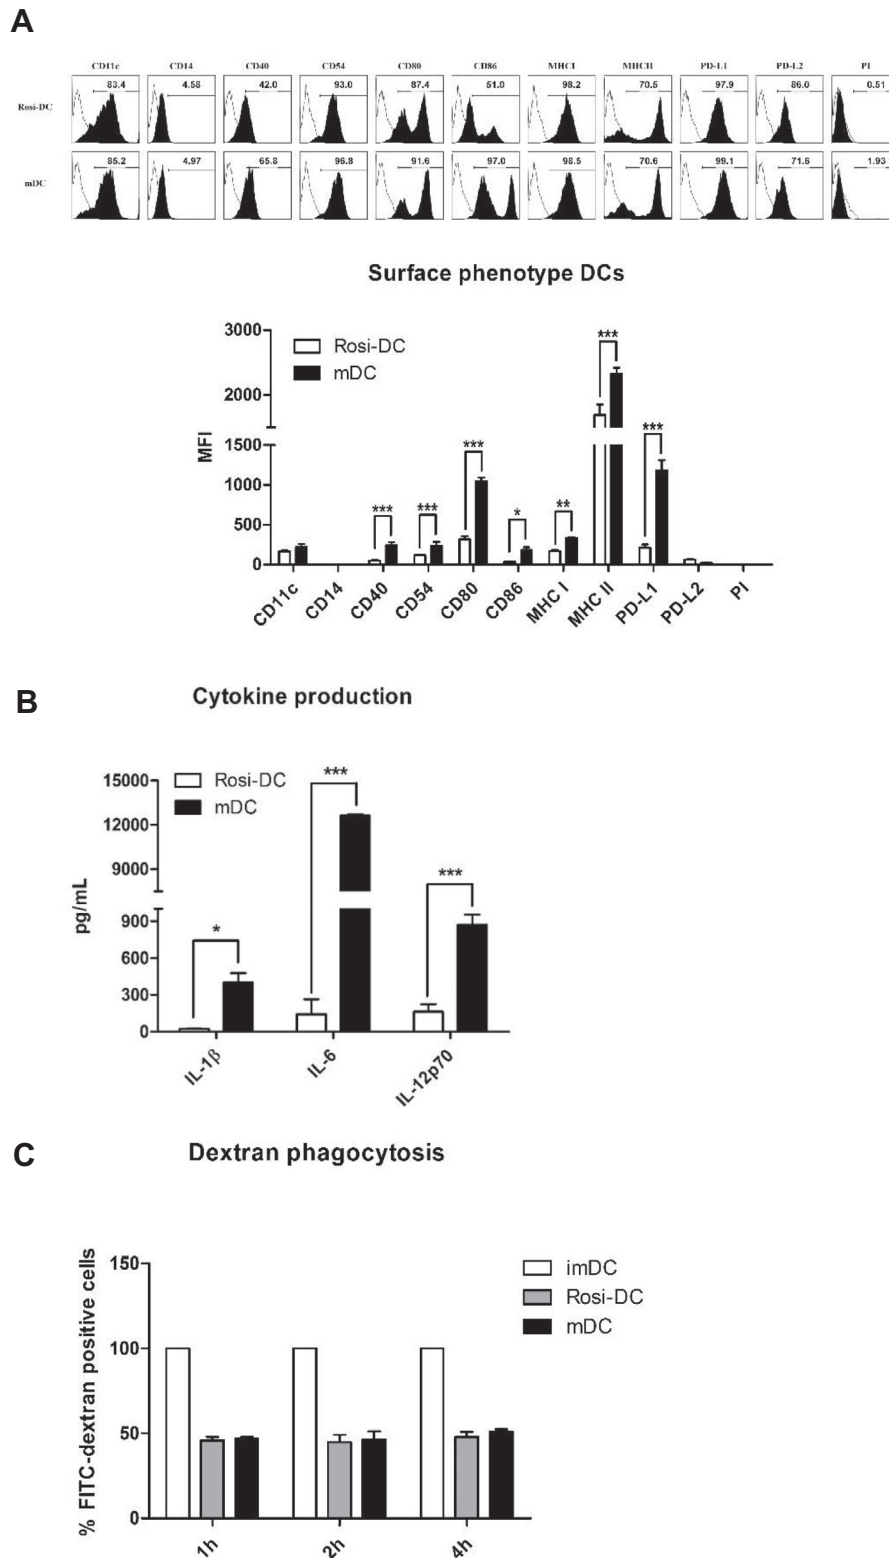 A
CD11c CD14 CD40 CD54 CD80 CD86 MHCI MHCII PD-L1 PD-L2 PI
Rosi-DC 83.4 4.58 42.0 93.0 87.4 51.0 98.2 70.5 97.9 86.0 0.51
mDC 85.2 4.97 65.8 96.8 91.6 97.0 98.5 70.6 99.1 71.6 1.93
Surface phenotype DCs
3000
2000
1500
1000
500
0
MFI
Rosi-DC
mDC
*** *** *** * ** *** ***
CD11c CD14 CD40 CD54 CD80 CD86 MHC I MHC II PD-L1 PD-L2 PI
B
Cytokine production
15000
12000
9000
900
600
300
0
pg/mL
Rosi-DC
mDC
* *** ***
IL-1β IL-6 IL-12p70
C
Dextran phagocytosis
150
100
50
0
% FITC-dextran positive cells
imDC
Rosi-DC
mDC
1h 2h 4h